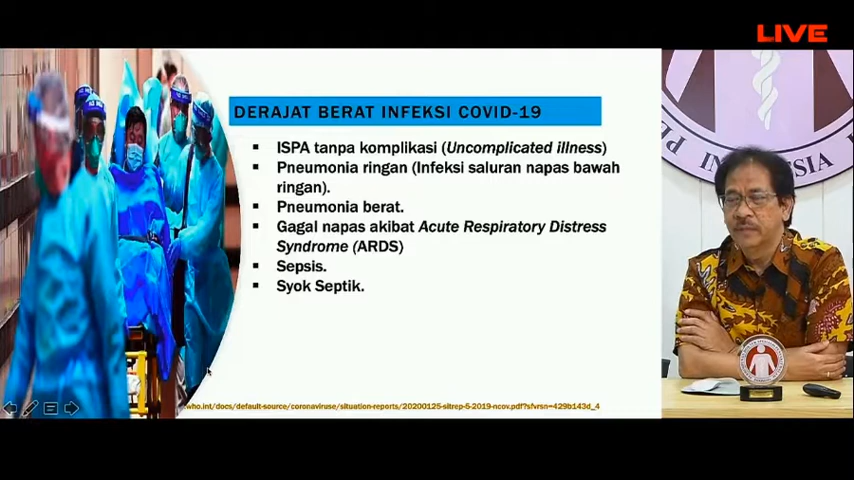 LIVE
DERAJAT BERAT INFEKSI COVID-19
▪ ISPA tanpa komplikasi (Uncomplicated illness)
▪ Pneumonia ringan (Infeksi saluran napas bawah
ringan).
▪ Pneumonia berat.
▪ Gagal napas akibat Acute Respiratory Distress
Syndrome (ARDS)
▪ Sepsis.
▪ Syok Septik.
who.int/docs/default-source/coronaviruse/situation-reports/20200125-sitrep-5-2019-ncov.pdf?sfvrsn=429b143d_4